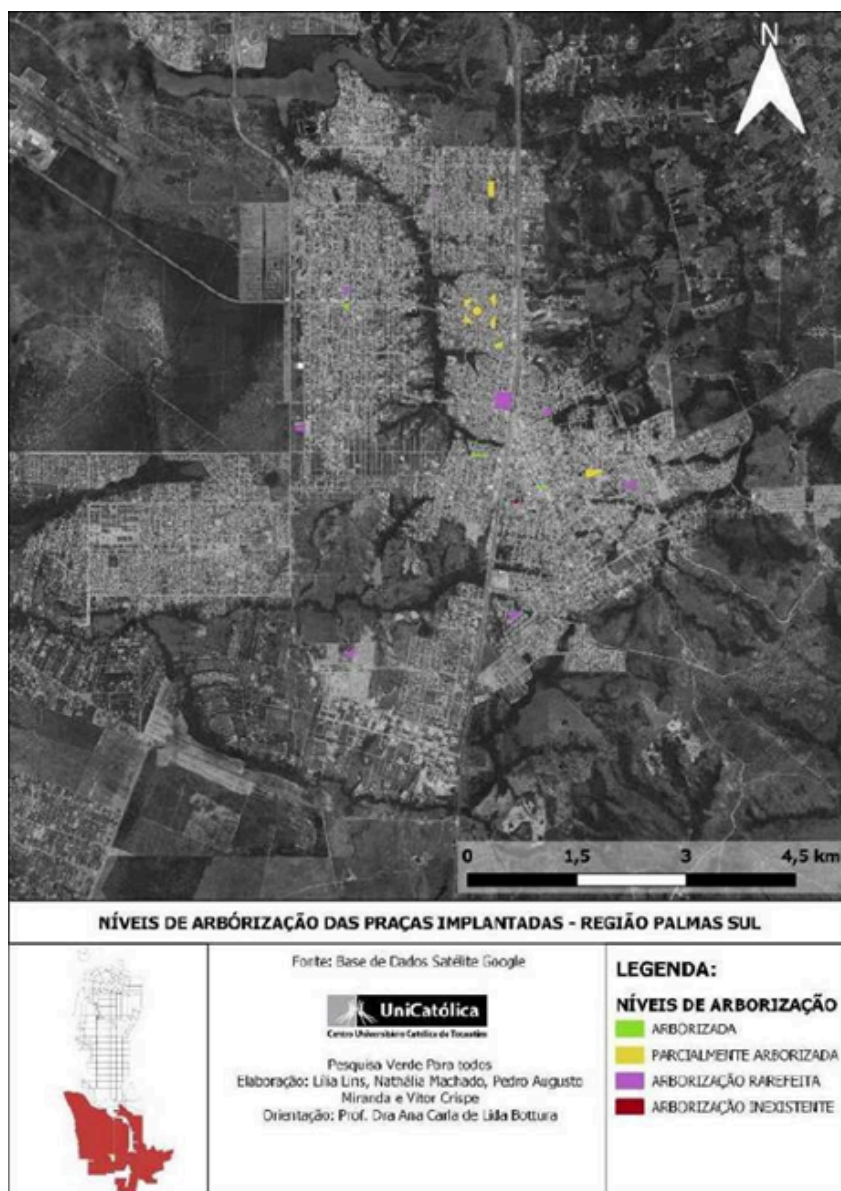 N
0 1,5 3 4,5 km
NÍVEIS DE ARBÓRIZAÇÃO DAS PRAÇAS IMPLANTADAS - REGIÃO PALMAS SUL
Fonte: Base de Dados Satélite Google
UniCatólica
Centro Universitário Católica do Tocantins
Pesquisa Verde Para todos
Elaboração: Lilia Lins, Nathália Machado, Pedro Augusto
Miranda e Vitor Crispe
Orientação: Prof. Dra Ana Carla de Lida Bottura
LEGENDA:
NÍVEIS DE ARBORIZAÇÃO
ARBORIZADA
PARCIALMENTE ARBORIZADA
ARBORIZAÇÃO RAREFEITA
ARBORIZAÇÃO INEXISTENTE